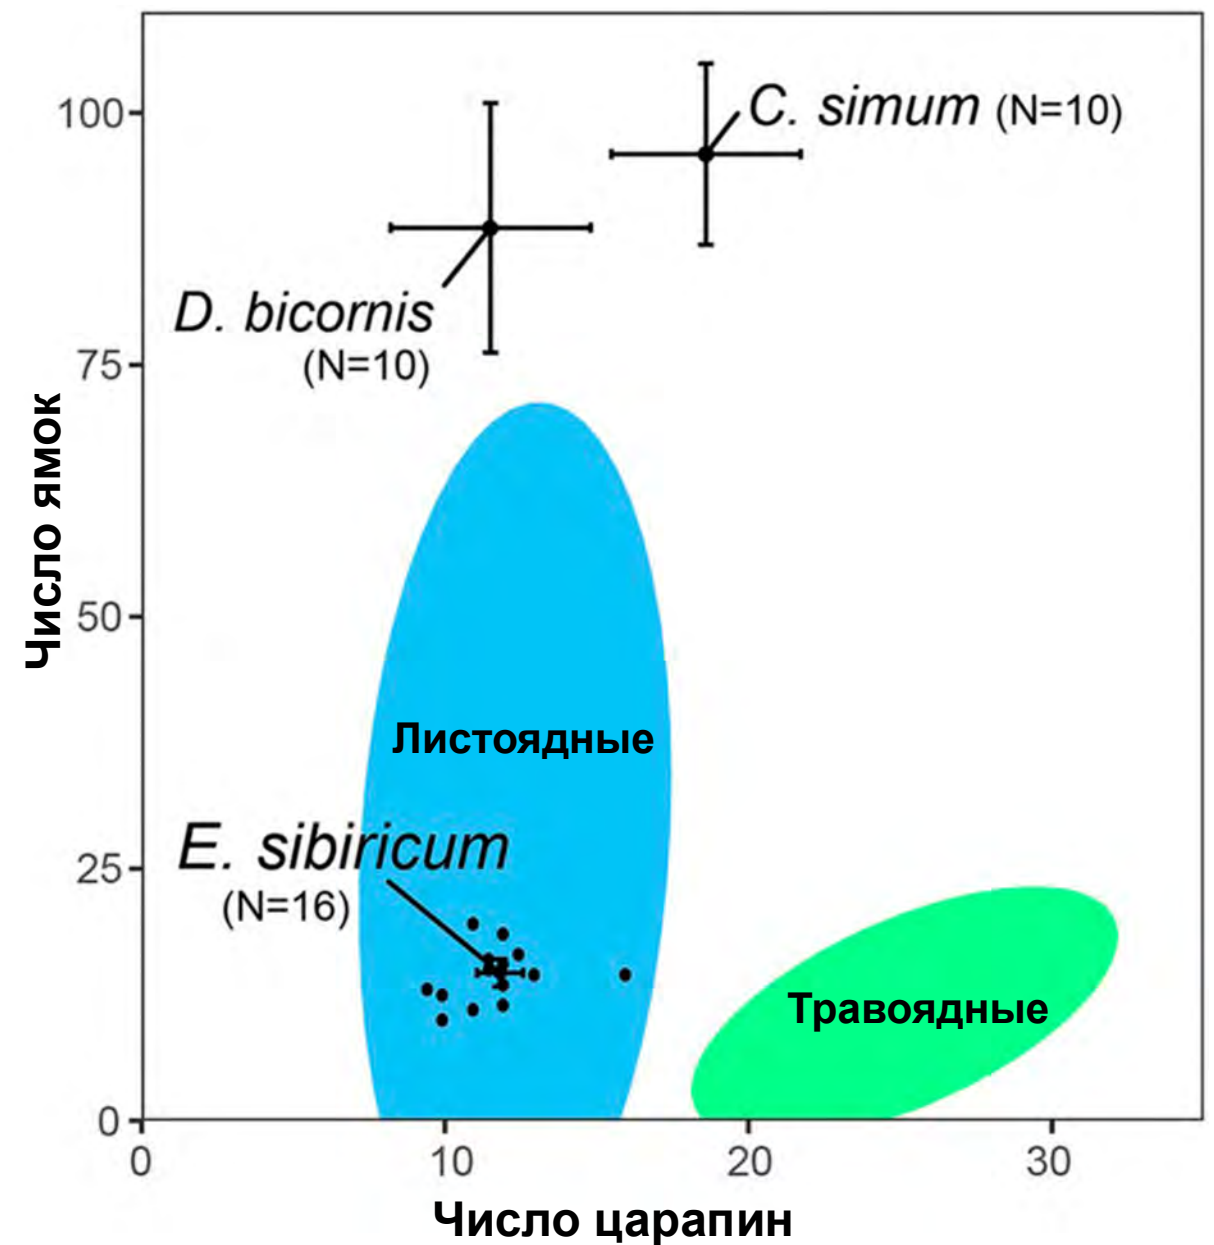 100
C. simum (N=10)
D. bicornis
(N=10)
75
Число ямок
50
Листоядные
E. sibiricum
25
(N=16)
Травоядные
0
0 10 20 30
Число царапин